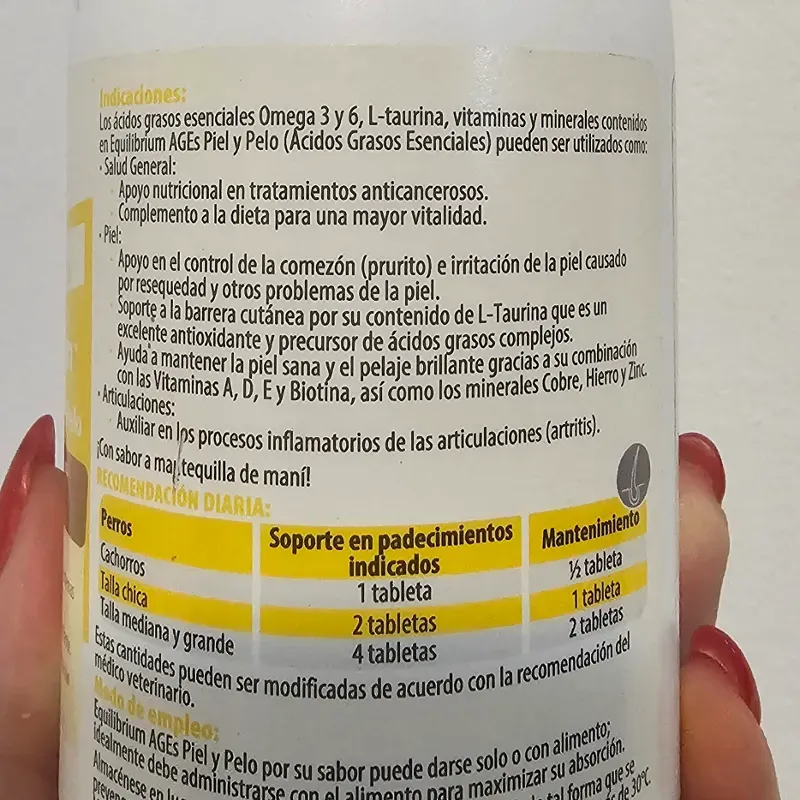 Indicaciones:
Los ácidos grasos esenciales Omega 3 y 6, L-taurina, vitaminas y minerales contenidos
en Equilibrium AGEs Piel y Pelo (Ácidos Grasos Esenciales) pueden ser utilizados como:
· Salud General:
Apoyo nutricional en tratamientos anticancerosos.
Complemento a la dieta para una mayor vitalidad.
· Piel:
Apoyo en el control de la comezón (prurito) e irritación de la piel causado
por resequedad y otros problemas de la piel.
Soporte a la barrera cutánea por su contenido de L-Taurina que es un
excelente antioxidante y precursor de ácidos grasos complejos.
Ayuda a mantener la piel sana y el pelaje brillante gracias a su combinación
con las Vitaminas A, D, E y Biotina, así como los minerales Cobre, Hierro y Zinc.
· Articulaciones:
Auxiliar en los procesos inflamatorios de las articulaciones (artritis).
¡Con sabor a mantequilla de maní!
RECOMENDACIÓN DIARIA:
Perros Soporte en padecimientos indicados Mantenimiento
Cachorros 1 tableta ½ tableta
Talla chica 2 tabletas 1 tableta
Talla mediana y grande 4 tabletas 2 tabletas
Estas cantidades pueden ser modificadas de acuerdo con la recomendación del
médico veterinario.
Modo de empleo:
Equilibrium AGEs Piel y Pelo por su sabor puede darse solo o con alimento;
idealmente debe administrarse con el alimento para maximizar su absorción.
Almacénese en tal forma que se
de 30°C